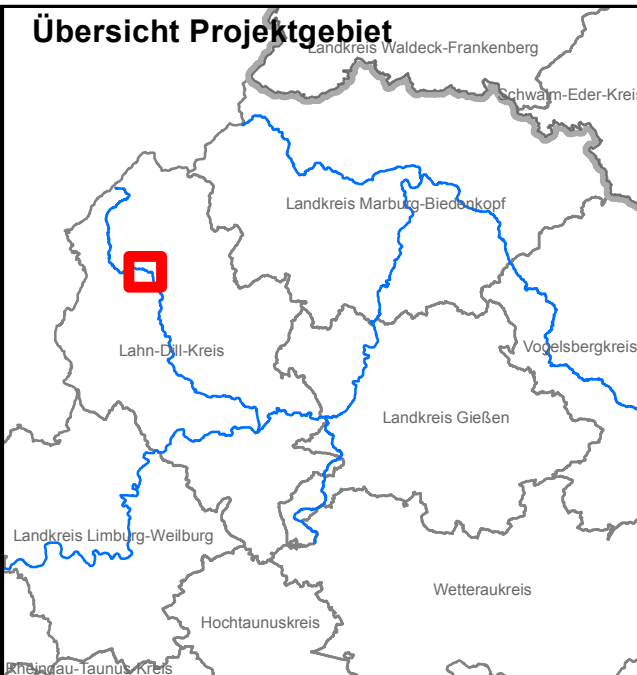 Übersicht Projektgebiet
Landkreis Waldeck-Frankenberg
Schwalm-Eder-Kreis
Landkreis Marburg-Biedenkopf
Lahn-Dill-Kreis
Vogelsbergkreis
Landkreis Gießen
Landkreis Limburg-Weilburg
Wetteraukreis
Hochtaunuskreis
Rheingau-Taunus-Kreis